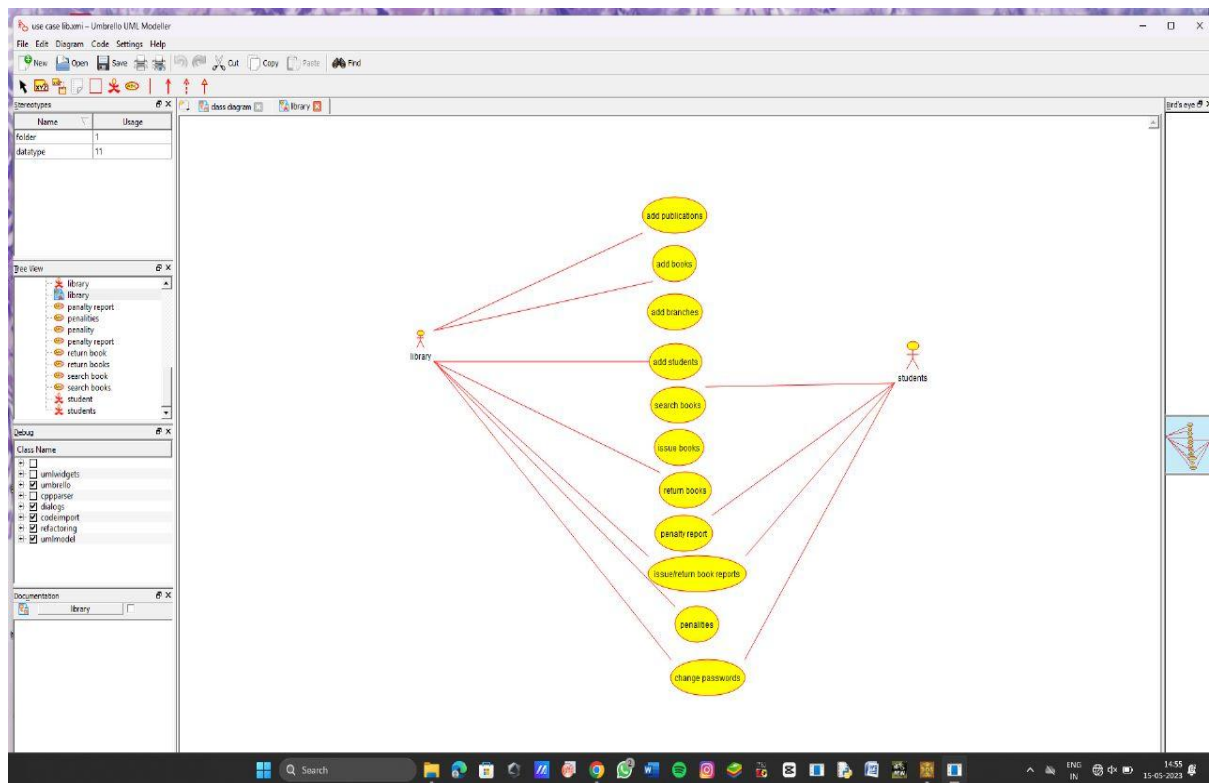 use case lib.xmi – Umbrello UML Modeller
File Edit Diagram Code Settings Help
New Open Save Cut Copy Paste Find
Stereotypes
class diagram
library
Bird's eye
Name Usage
folder 1
datatype 11
Tree View
library
library
penalty report
penalities
penality
penalty report
return book
return books
search book
search books
student
students
Debug
Class Name
umlwidgets
umbrello
cppparser
dialogs
codeimport
refactoring
umlmodel
Documentation
library
add publications
add books
add branches
library
add students
students
search books
issue books
return books
penalty report
issue/return book reports
penalities
change passwords
Search
ENG
IN
14:55
15-05-2023